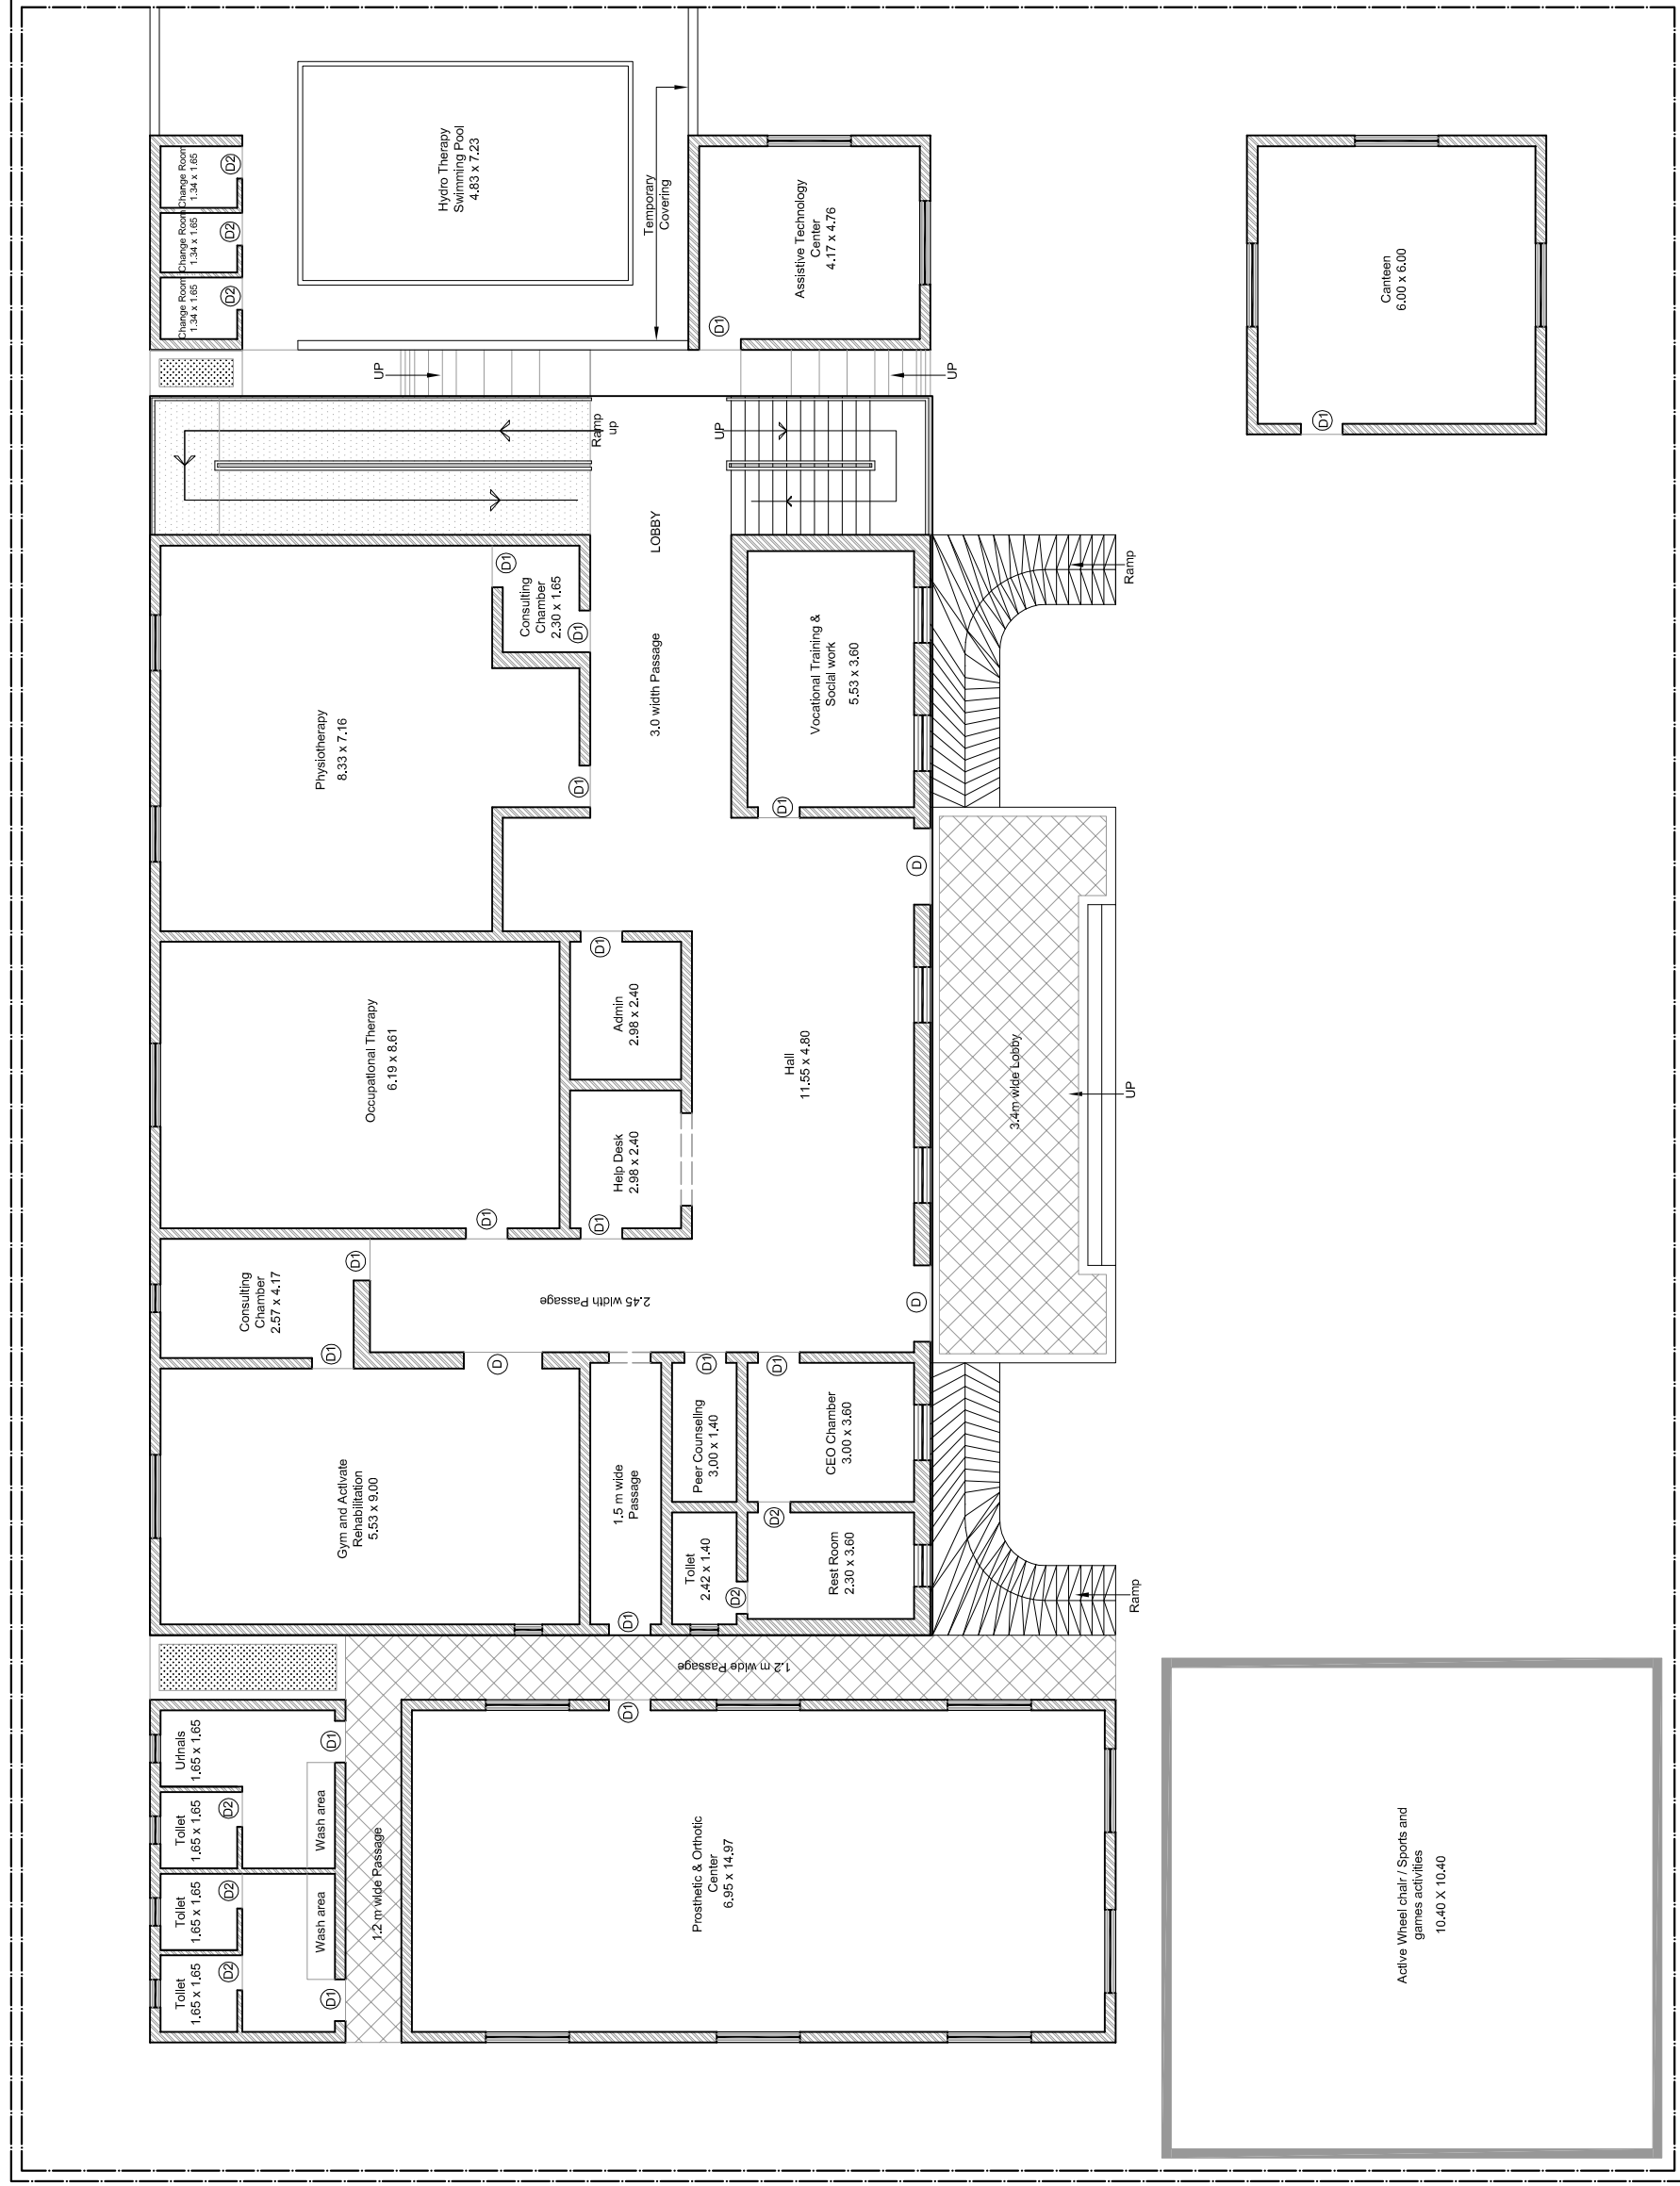 Toilet
1.65 x 1.65
D2
Toilet
1.65 x 1.65
D2
Toilet
1.65 x 1.65
D2
Urinals
1.65 x 1.65
D1
Wash area
Wash area
D1
1.2 m wide Passage
1.2 m wide Passage
D1
Prosthetic & Orthotic
Center
6.95 x 14.97
Gym and Activate
Rehabilitation
5.53 x 9.00
D1
D
Consulting
Chamber
2.57 x 4.17
D1
2.45 width Passage
1.5 m wide
Passage
D1
Toilet
2.42 x 1.40
D2
Peer Counseling
3.00 x 1.40
D1
Rest Room
2.30 x 3.60
D2
CEO Chamber
3.00 x 3.60
D1
D
Occupational Therapy
6.19 x 8.61
D1
Help Desk
2.98 x 2.40
D1
Admin
2.98 x 2.40
D1
Hall
11.55 x 4.80
Physiotherapy
8.33 x 7.16
D1
Consulting
Chamber
2.30 x 1.65
D1
D1
3.0 width Passage
LOBBY
Vocational Training &
Social work
5.53 x 3.60
D1
D
Ramp
up
UP
UP
UP
Change Room
1.34 x 1.65
D2
Change Room
1.34 x 1.65
D2
Change Room
1.34 x 1.65
D2
Hydro Therapy
Swimming Pool
4.83 x 7.23
Temporary
Covering
Assistive Technology
Center
4.17 x 4.76
D1
Ramp
3.4m wide Lobby
UP
Ramp
Active Wheel chair / Sports and
games activities
10.40 X 10.40
Canteen
6.00 x 6.00
D1